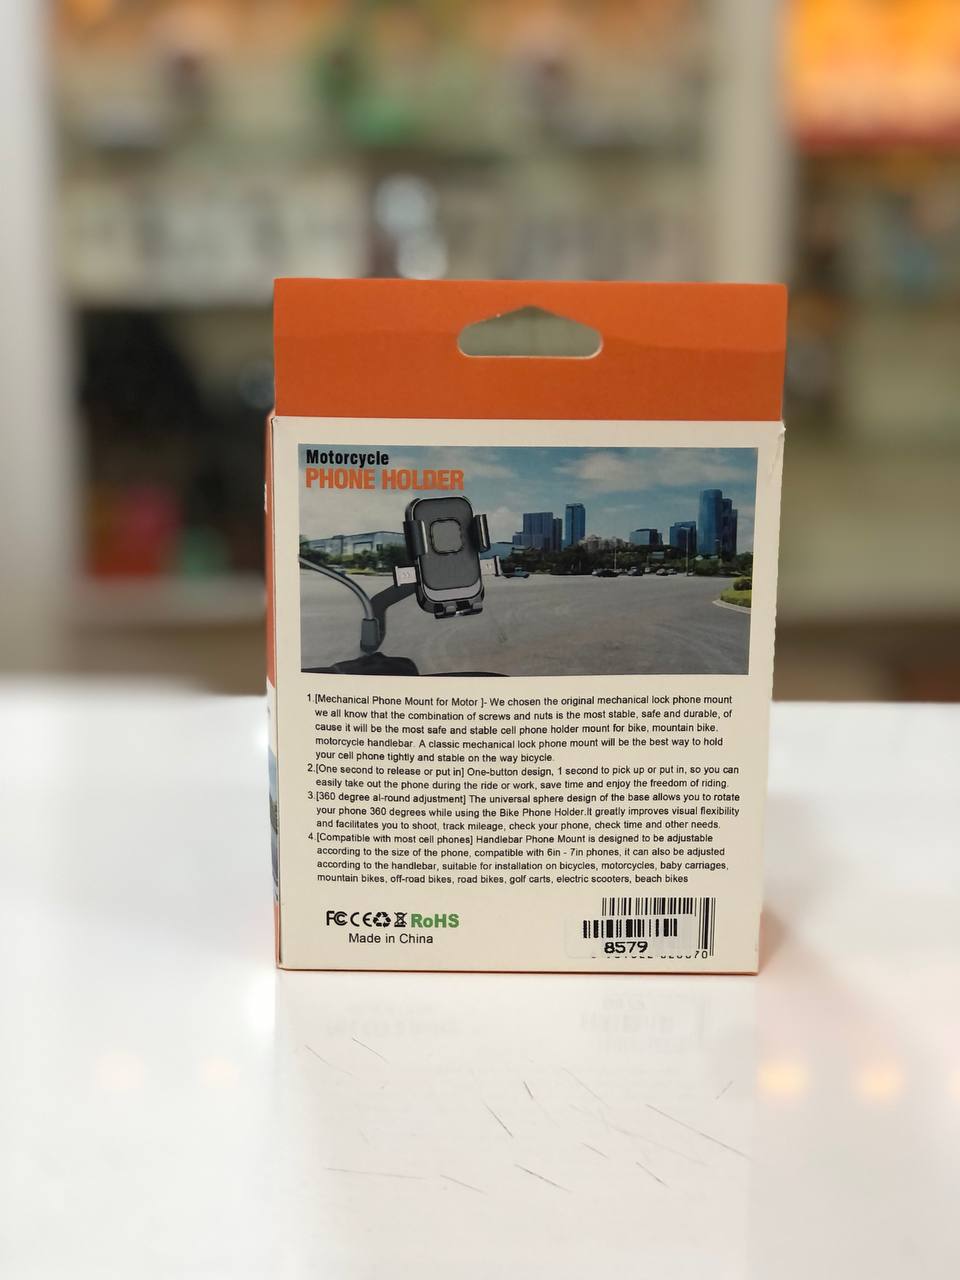 Motorcycle
PHONE HOLDER
1.[Mechanical Phone Mount for Motor ]- We chosen the original mechanical lock phone mount
we all know that the combination of screws and nuts is the most stable, safe and durable, of
cause it will be the most safe and stable cell phone holder mount for bike, mountain bike.
motorcycle handlebar. A classic mechanical lock phone mount will be the best way to hold
your cell phone tightly and stable on the way bicycle.
2.[One second to release or put in] One-button design, 1 second to pick up or put in, so you can
easily take out the phone during the ride or work, save time and enjoy the freedom of riding.
3.[360 degree al-round adjustment] The universal sphere design of the base allows you to rotate
your phone 360 degrees while using the Bike Phone Holder.It greatly improves visual flexibility
and facilitates you to shoot, track mileage, check your phone, check time and other needs.
4.[Compatible with most cell phones] Handlebar Phone Mount is designed to be adjustable
according to the size of the phone, compatible with 6in - 7in phones, it can also be adjusted
according to the handlebar, suitable for installation on bicycles, motorcycles, baby carriages,
mountain bikes, off-road bikes, road bikes, golf carts, electric scooters, beach bikes
FC CE RoHS
Made in China
8579